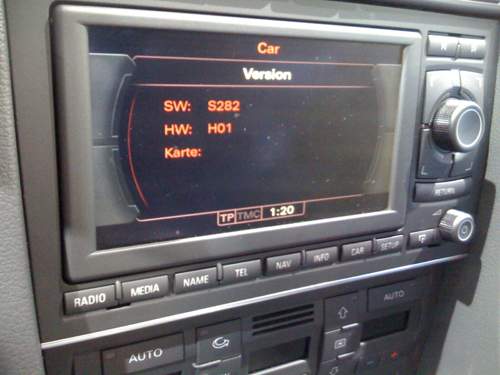 Car
Version
SW: S282
HW: H01
Karte:
TP TMC 1:20
RETURN
RADIO MEDIA NAME TEL NAV INFO CAR SETUP
AUTO AUTO